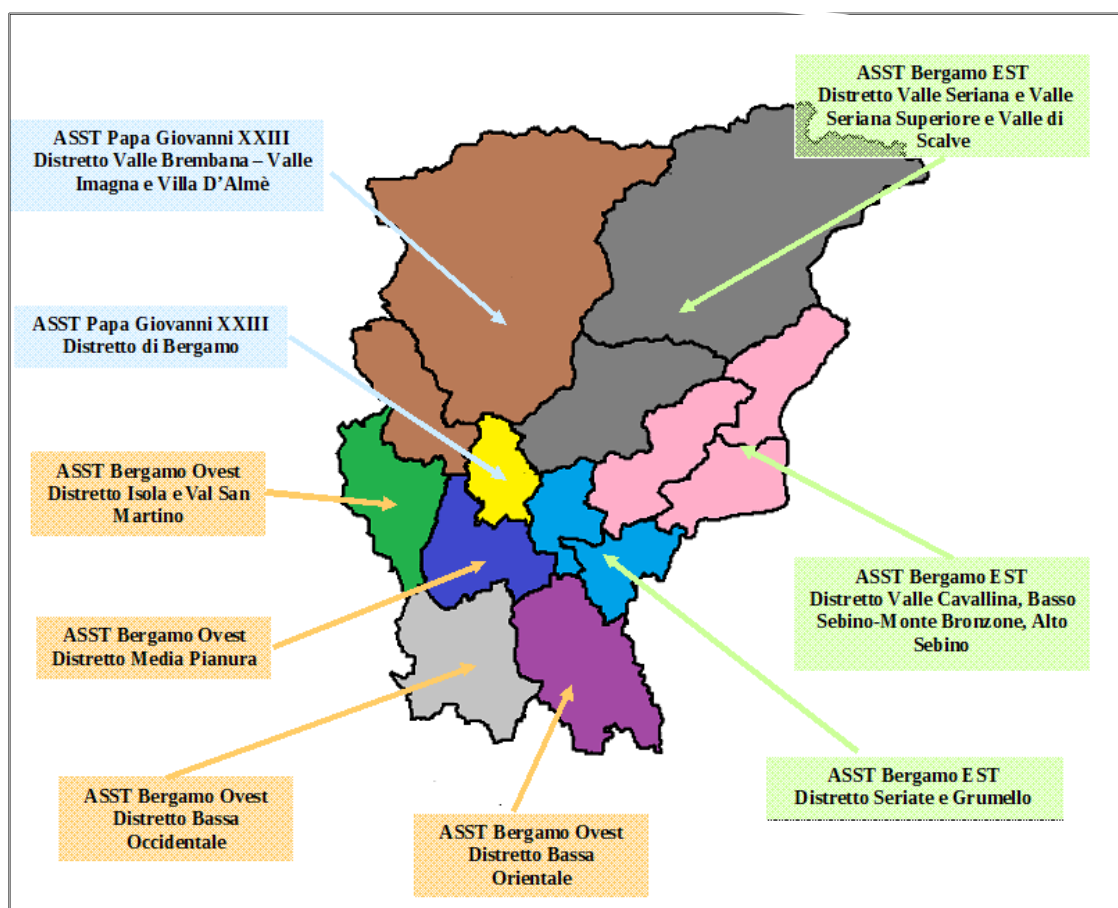 ASST Bergamo EST
Distretto Valle Seriana e Valle
Seriana Superiore e Valle di
Scalve
ASST Papa Giovanni XXIII
Distretto Valle Brembana – Valle
Imagna e Villa D’Almè
ASST Papa Giovanni XXIII
Distretto di Bergamo
ASST Bergamo Ovest
Distretto Isola e Val San
Martino
ASST Bergamo EST
Distretto Valle Cavallina, Basso
Sebino-Monte Bronzone, Alto
Sebino
ASST Bergamo Ovest
Distretto Media Pianura
ASST Bergamo EST
Distretto Seriate e Grumello
ASST Bergamo Ovest
Distretto Bassa
Occidentale
ASST Bergamo Ovest
Distretto Bassa
Orientale